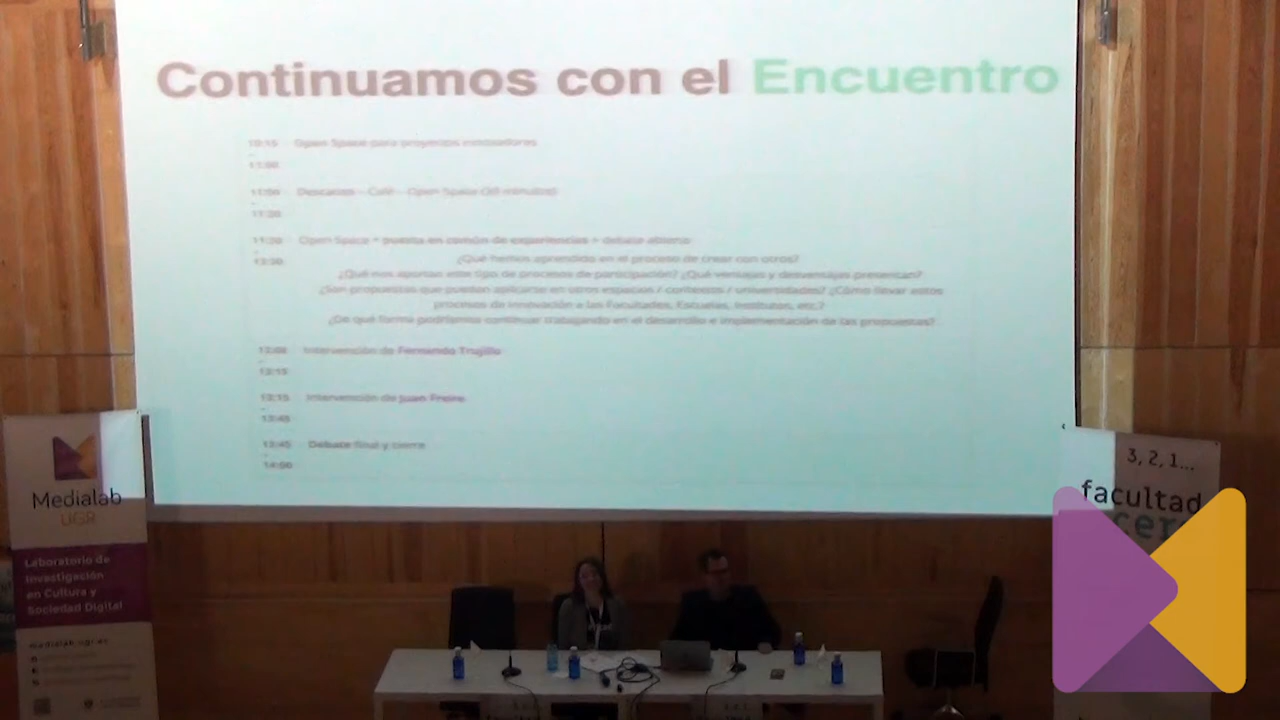 Continuamos con el Encuentro
10:15 Open Space para proyectos innovadores
-
11:00
11:00 Descanso - Café - Open Space (30 minutos)
-
11:30 Open Space + puesta en común de experiencias + debate abierto
-
¿Qué hemos aprendido en el proceso de crear con otros?
¿Qué nos aportan este tipo de procesos de participación? ¿Qué ventajas y desventajas presentan?
¿Son propuestas que puedan aplicarse en otros espacios / contextos / universidades? ¿Cómo llevar estos
procesos de innovación a las Facultades, Escuelas, Institutos, etc.?
¿De qué forma podríamos continuar trabajando en el desarrollo e implementación de las propuestas?
Intervención de Fernando Trujillo
-
13:15
13:15 Intervención de Juan Freire
-
13:45
13:45 Debate final y cierre
-
14:00
Medialab
UGR
Laboratorio de
Investigación
en Cultura y
Sociedad Digital
medialab.ugr.es
3, 2, 1...
facultad
cer